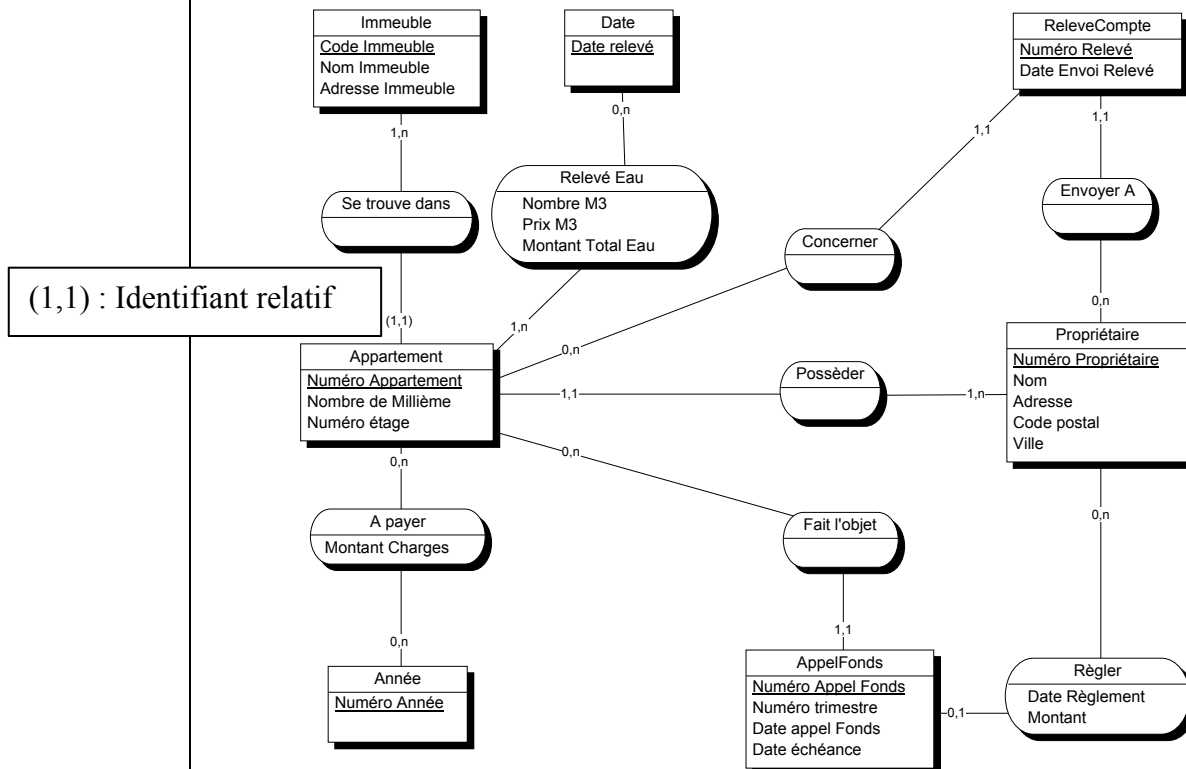 Immeuble
Code Immeuble
Nom Immeuble
Adresse Immeuble
Date
Date relevé
ReleveCompte
Numéro Relevé
Date Envoi Relevé
1,n
0,n
1,1
1,1
Se trouve dans
Relevé Eau
Nombre M3
Prix M3
Montant Total Eau
Concerner
Envoyer A
(1,1) : Identifiant relatif
(1,1)
1,n
0,n
0,n
Appartement
Numéro Appartement
Nombre de Millième
Numéro étage
1,1
Possèder
1,n
Propriétaire
Numéro Propriétaire
Nom
Adresse
Code postal
Ville
0,n
0,n
0,n
A payer
Montant Charges
Fait l'objet
0,n
1,1
Année
Numéro Année
AppelFonds
Numéro Appel Fonds
Numéro trimestre
Date appel Fonds
Date échéance
0,1
Règler
Date Règlement
Montant